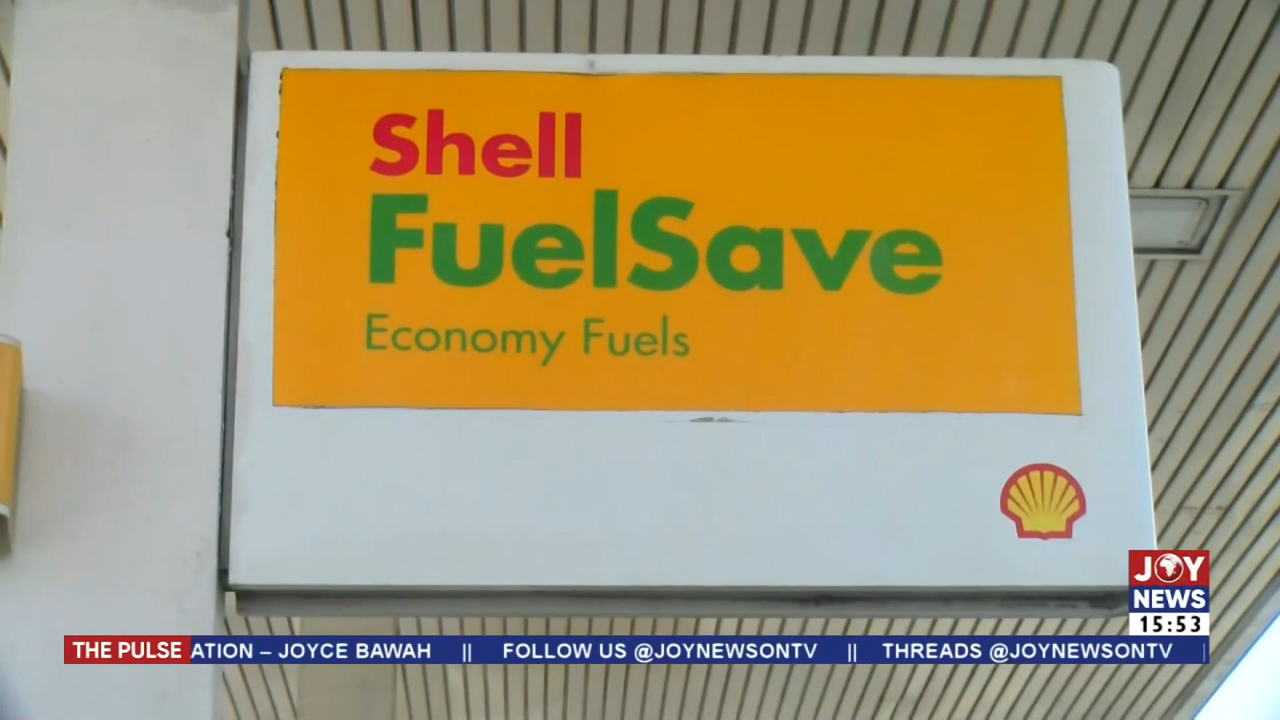 Shell
FuelSave
Economy Fuels
JOY
NEWS
15:53
THE PULSE
ATION – JOYCE BAWAH || FOLLOW US @JOYNEWSONTV || THREADS @JOYNEWSONTV